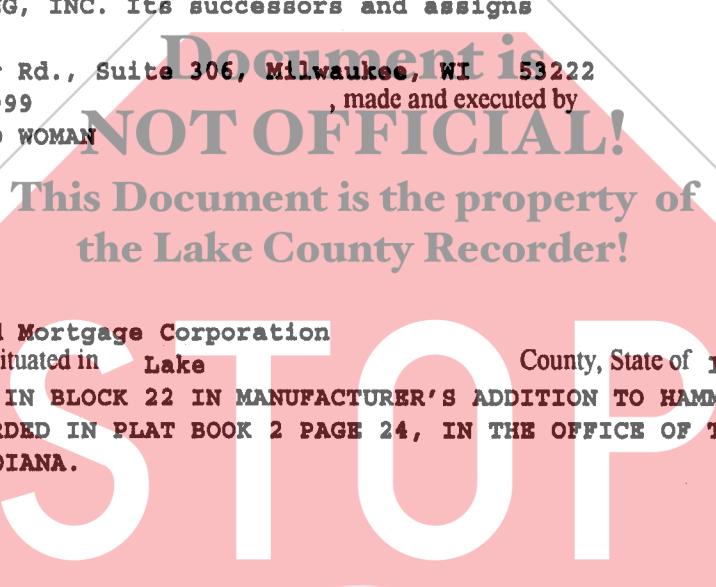 INC. Its successors and assigns
Document is
Rd., Suite 306, Milwaukee, WI 53222
99 , made and executed by
WOMAN
NOT OFFICIAL!
This Document is the property of
the Lake County Recorder!
Mortgage Corporation
ituated in Lake County, State of
IN BLOCK 22 IN MANUFACTURER'S ADDITION TO HAMM
RDED IN PLAT BOOK 2 PAGE 24, IN THE OFFICE OF T
DIANA.
STOP